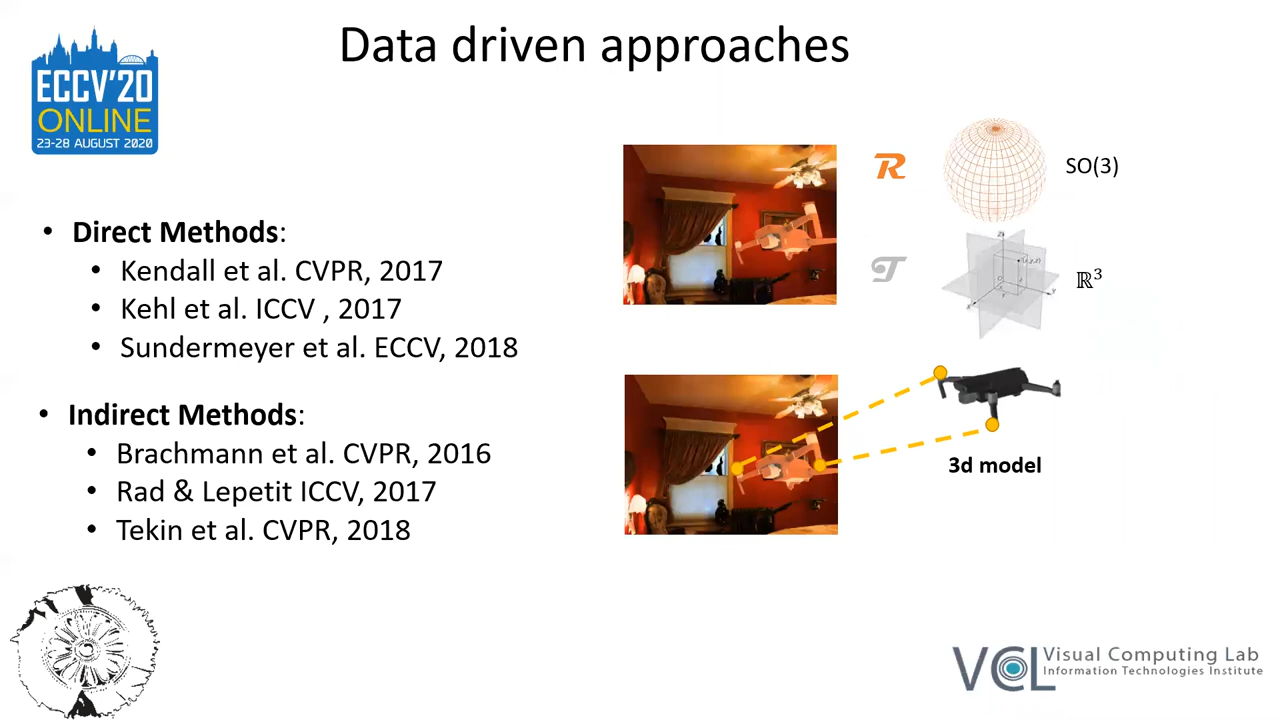 Data driven approaches
ECCV'20
ONLINE
23-28 AUGUST 2020
• Direct Methods:
• Kendall et al. CVPR, 2017
• Kehl et al. ICCV , 2017
• Sundermeyer et al. ECCV, 2018
• Indirect Methods:
• Brachmann et al. CVPR, 2016
• Rad & Lepetit ICCV, 2017
• Tekin et al. CVPR, 2018
R
SO(3)
T
ℝ³
3d model
VCL
Visual Computing Lab
Information Technologies Institute